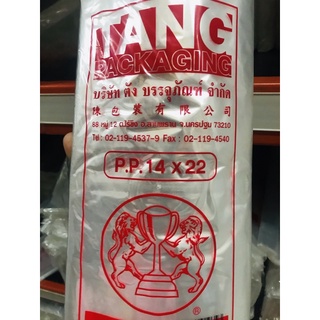 TANG
PACKAGING
บริษัท ตัง บรรจุภัณฑ์ จำกัด
陳包裝有限公司
Tel : 02-119-4537-9 Fax : 02-119-4540
P.P. 14 X 22
®